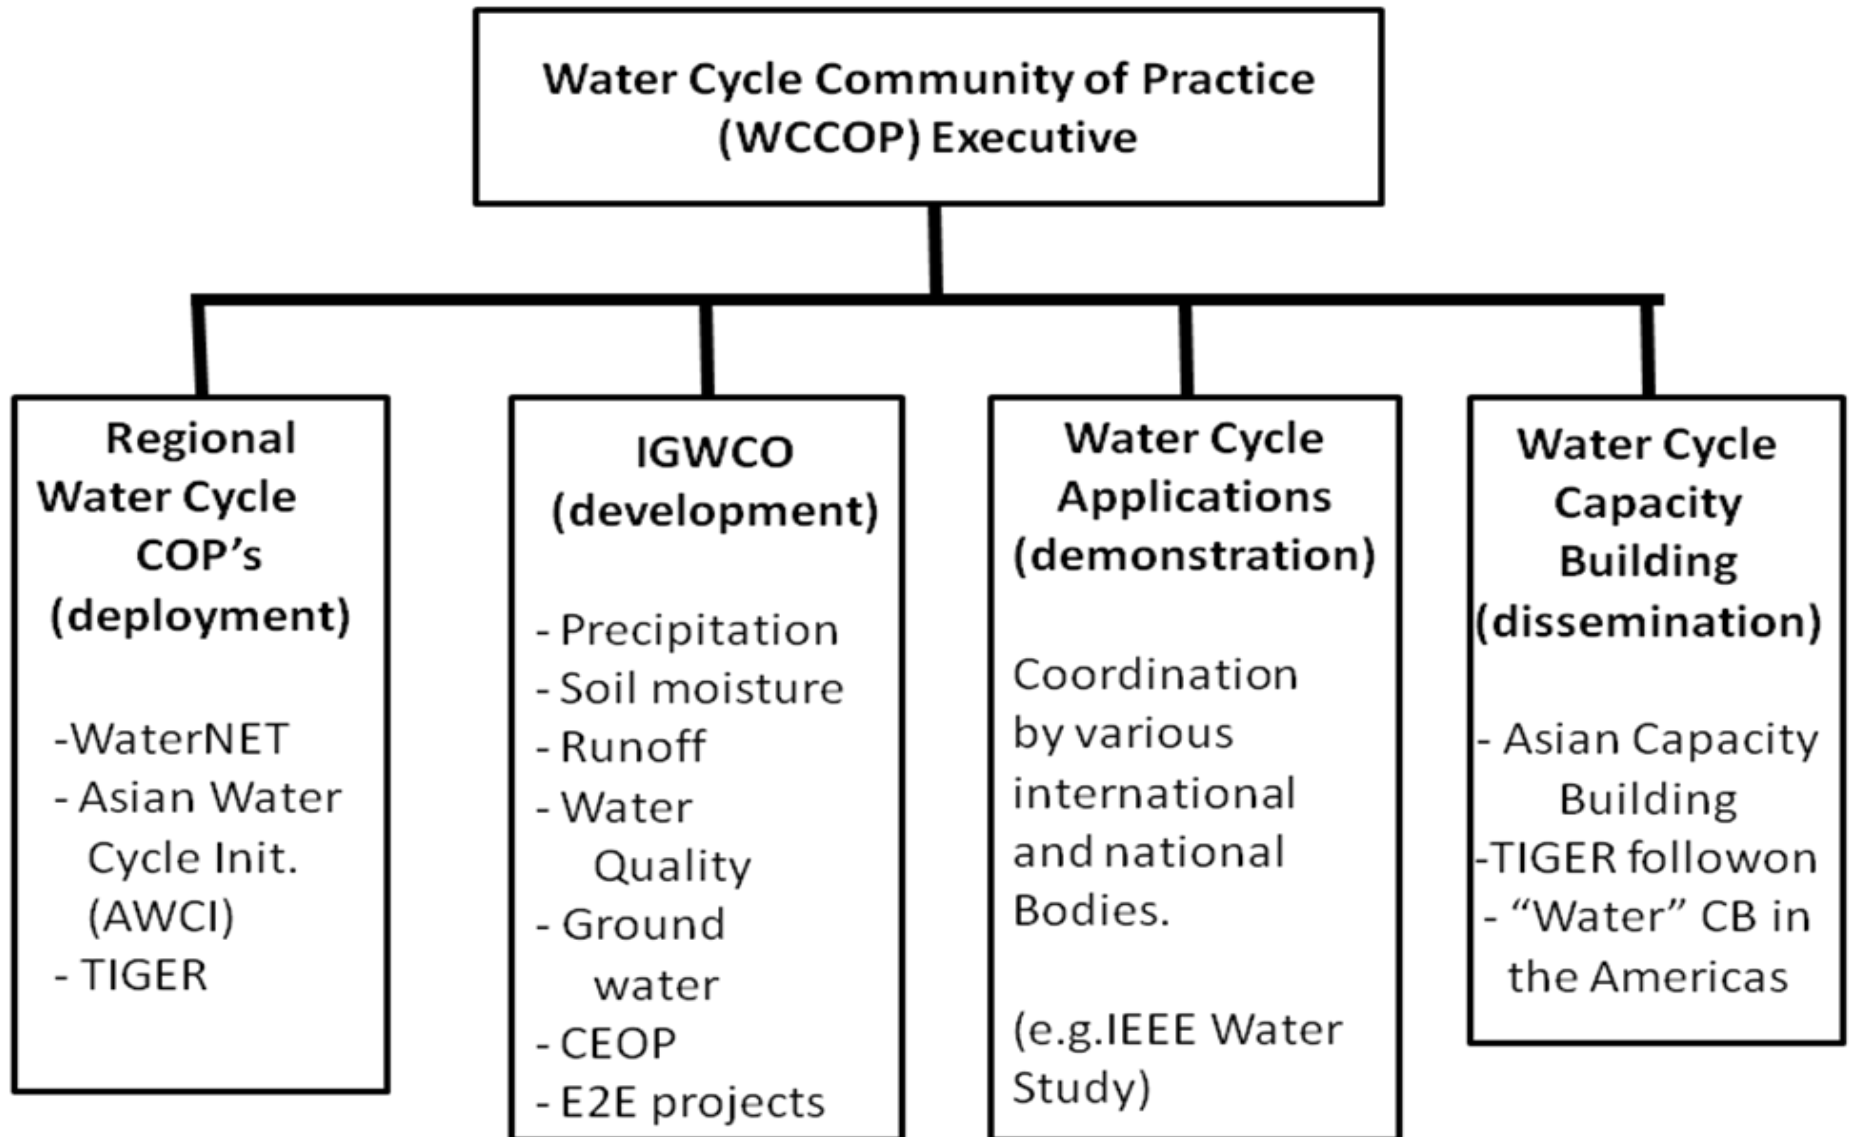 Water Cycle Community of Practice
(WCCOP) Executive
Regional
Water Cycle
COP’s
(deployment)
-WaterNET
- Asian Water
Cycle Init.
(AWCI)
- TIGER
IGWCO
(development)
- Precipitation
- Soil moisture
- Runoff
- Water
Quality
- Ground
water
- CEOP
- E2E projects
Water Cycle
Applications
(demonstration)
Coordination
by various
international
and national
Bodies.
(e.g.IEEE Water
Study)
Water Cycle
Capacity
Building
(dissemination)
- Asian Capacity
Building
-TIGER followon
- “Water” CB in
the Americas